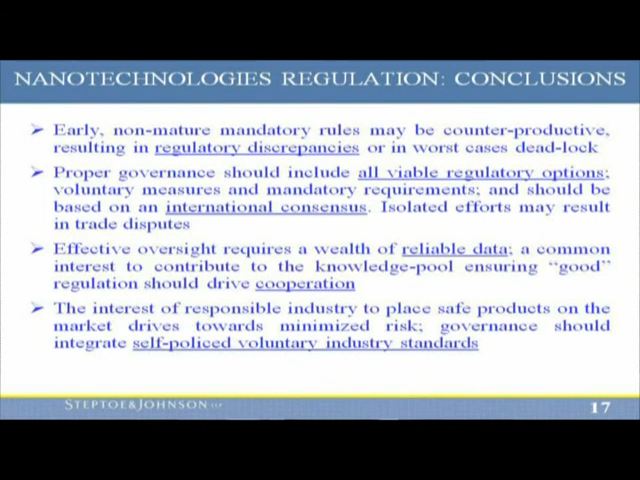 NANOTECHNOLOGIES REGULATION: CONCLUSIONS
Early, non-mature mandatory rules may be counter-productive,
resulting in regulatory discrepancies or in worst cases dead-lock
Proper governance should include all viable regulatory options;
voluntary measures and mandatory requirements; and should be
based on an international consensus. Isolated efforts may result
in trade disputes
Effective oversight requires a wealth of reliable data; a common
interest to contribute to the knowledge-pool ensuring “good”
regulation should drive cooperation
The interest of responsible industry to place safe products on the
market drives towards minimized risk; governance should
integrate self-policed voluntary industry standards
STEPTOE&JOHNSON LLP
17